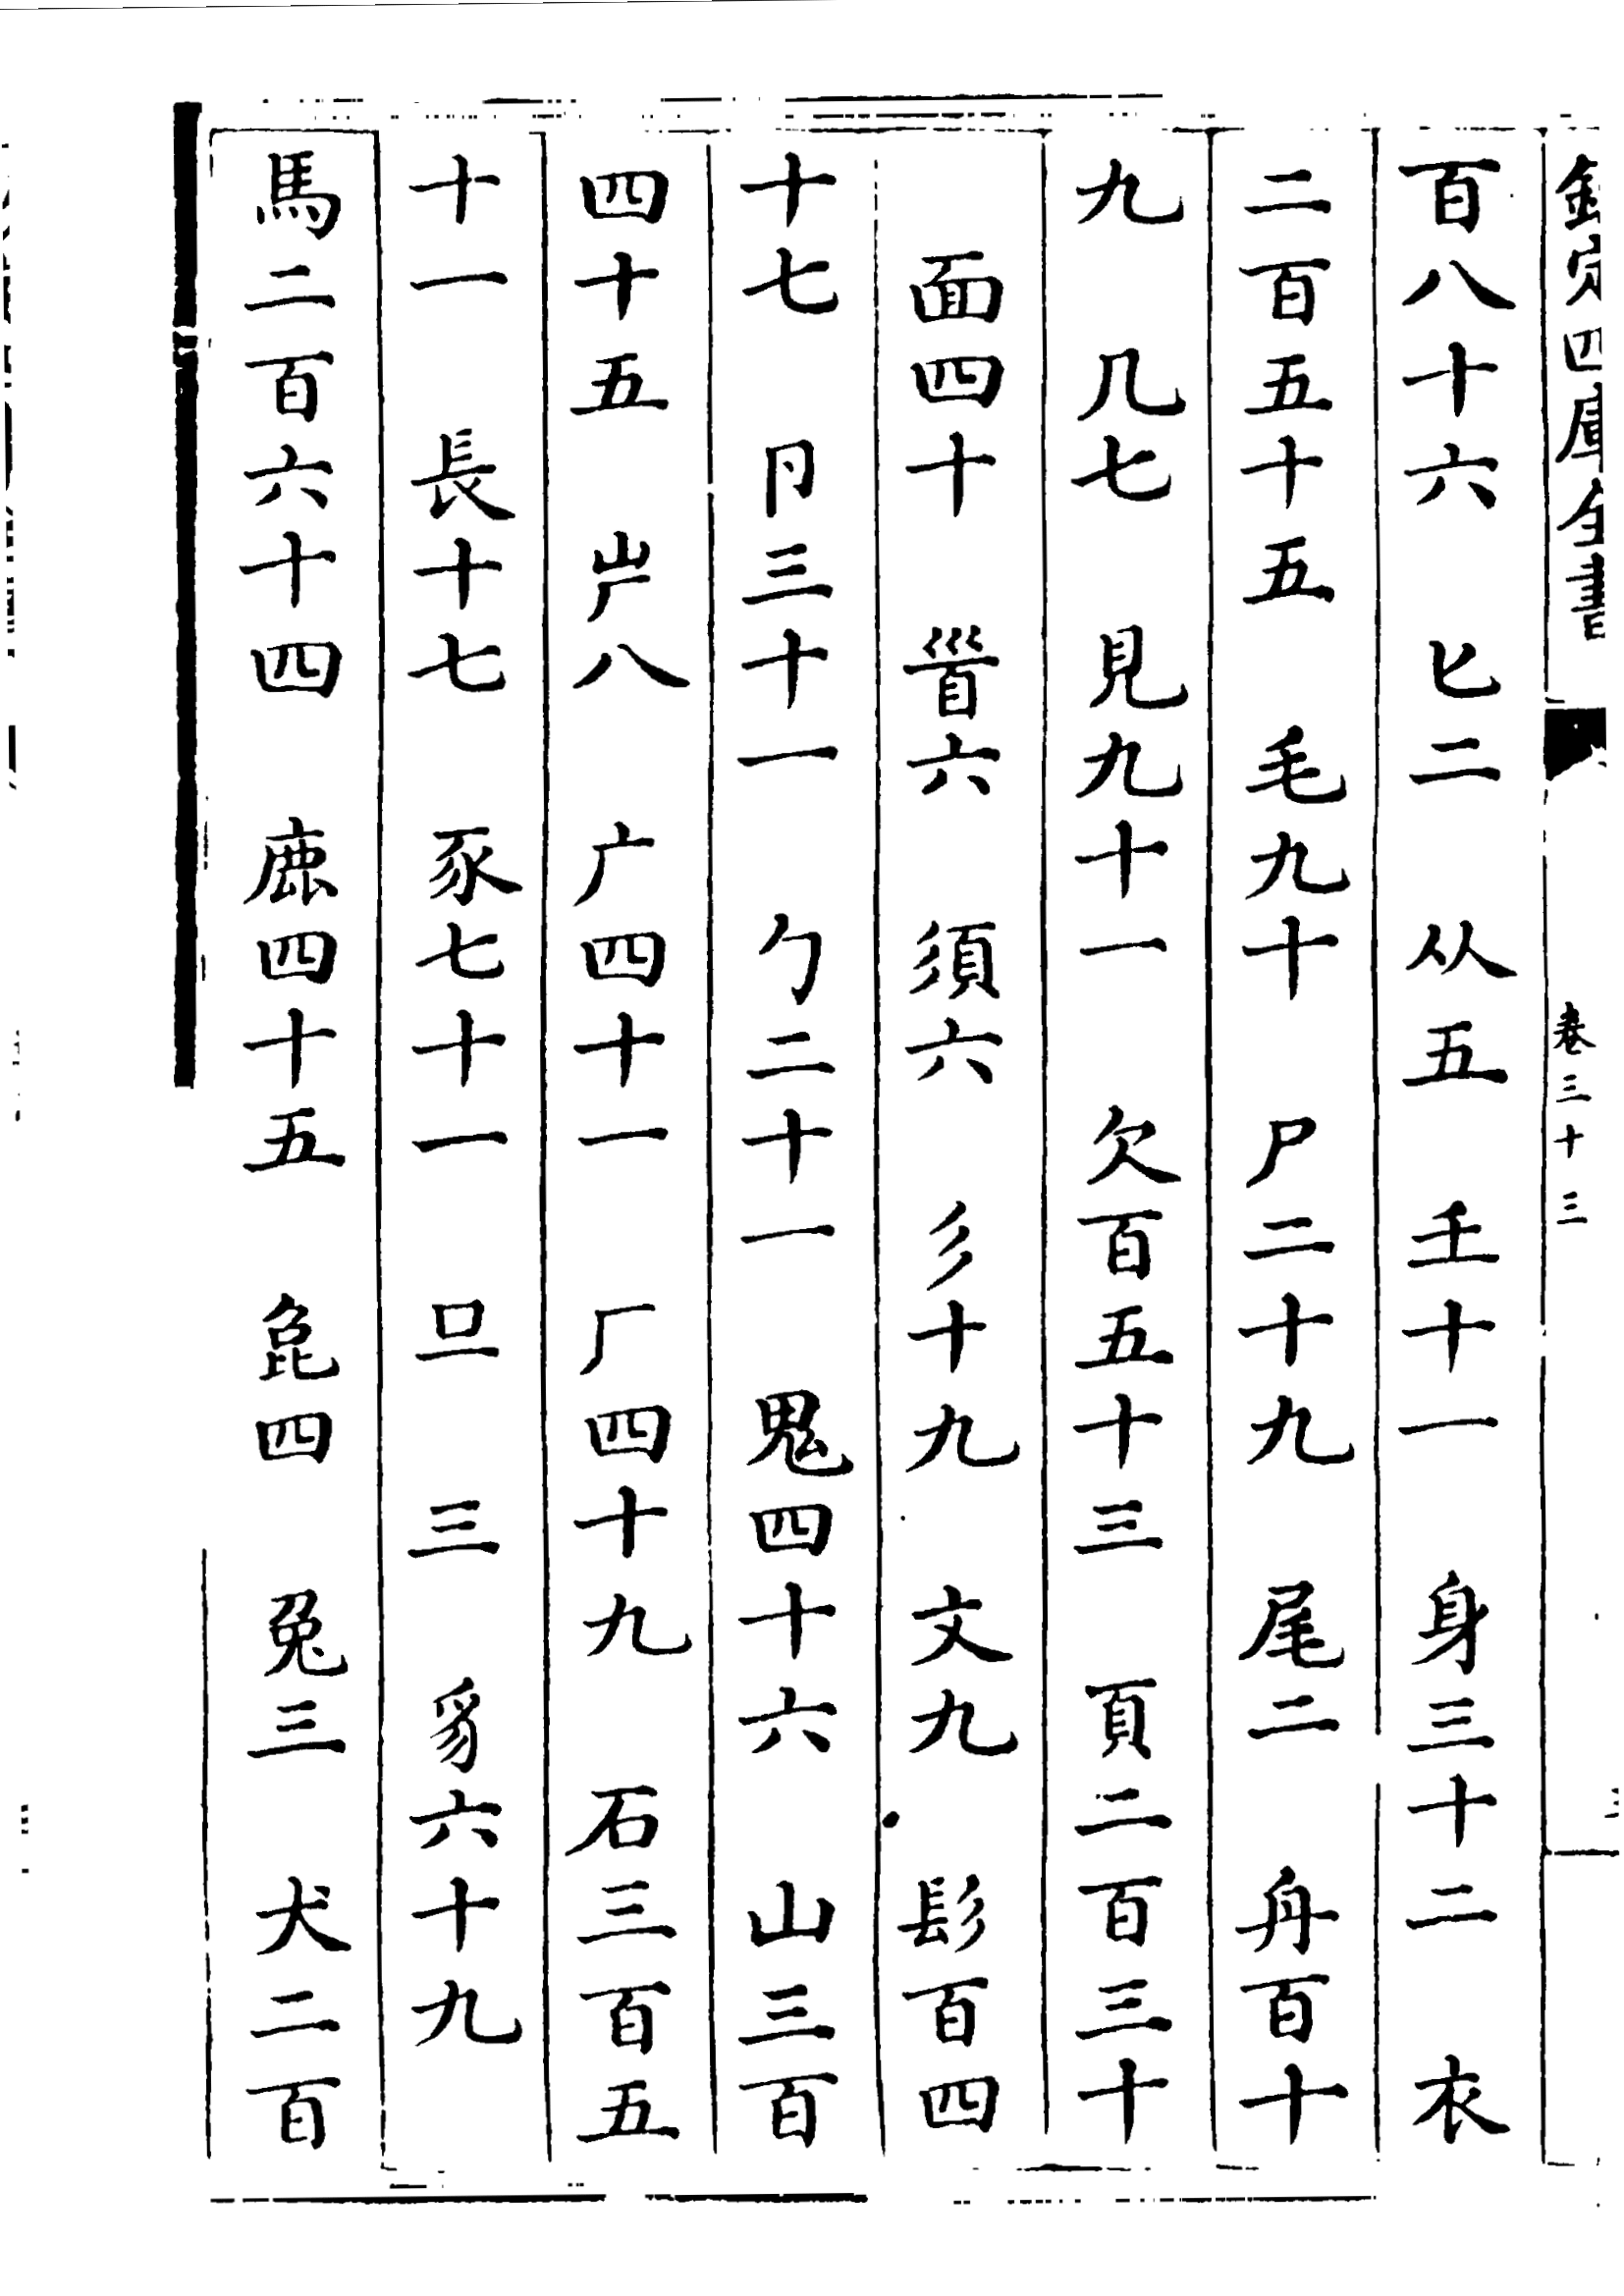 欽定四庫全書 卷三十三
百八十六 匕二 从五 壬十一 身三十二 衣
二百五十五 毛九十 尸二十九 尾二 舟百十
九 几七 見九十一 欠百五十三 頁二百三十
面四十 𩠐六 須六 彡十九 文九 髟百四
十七 卪三十一 勹二十一 鬼四十六 山三百
四十五 屵八 广四十一 厂四十九 石三百五
十一 長十七 豕七十一 㫜 三 豸六十九
馬二百六十四 鹿四十五 㲋四 兔三 犬二百